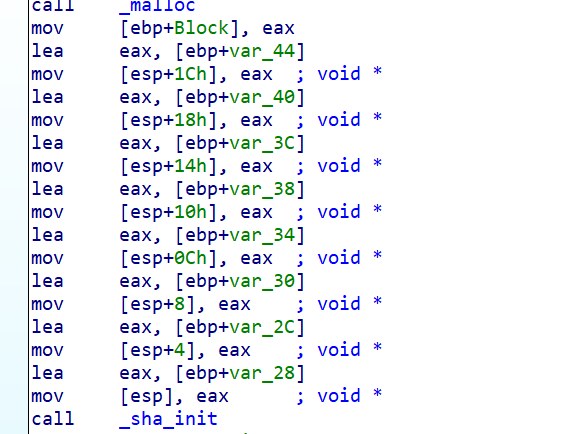 call    _malloc
mov     [ebp+Block], eax
lea     eax, [ebp+var_44]
mov     [esp+1Ch], eax  ; void *
lea     eax, [ebp+var_40]
mov     [esp+18h], eax  ; void *
lea     eax, [ebp+var_3C]
mov     [esp+14h], eax  ; void *
lea     eax, [ebp+var_38]
mov     [esp+10h], eax  ; void *
lea     eax, [ebp+var_34]
mov     [esp+0Ch], eax  ; void *
lea     eax, [ebp+var_30]
mov     [esp+8], eax    ; void *
lea     eax, [ebp+var_2C]
mov     [esp+4], eax    ; void *
lea     eax, [ebp+var_28]
mov     [esp], eax      ; void *
call    _sha_init